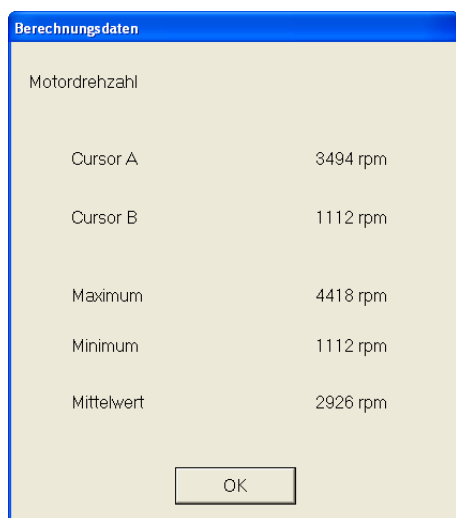 Berechnungsdaten
Motordrehzahl
Cursor A 3494 rpm
Cursor B 1112 rpm
Maximum 4418 rpm
Minimum 1112 rpm
Mittelwert 2926 rpm
OK